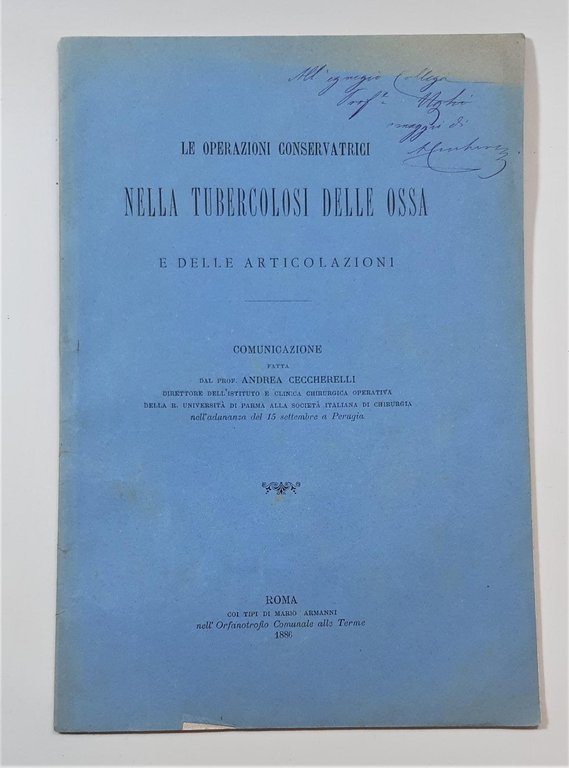 All'egregio Collega
Prof.
omaggio di
LE OPERAZIONI CONSERVATRICI
NELLA TUBERCOLOSI DELLE OSSA
E DELLE ARTICOLAZIONI
COMUNICAZIONE
FATTA
DAL PROF. ANDREA CECCHERELLI
DIRETTORE DELL'ISTITUTO E CLINICA CHIRURGICA OPERATIVA
DELLA R. UNIVERSITÀ DI PARMA ALLA SOCIETÀ ITALIANA DI CHIRURGIA
nell'adunanza del 15 settembre a Perugia.
ROMA
COI TIPI DI MARIO ARMANNI
nell'Orfanotrofio Comunale alle Terme
1886